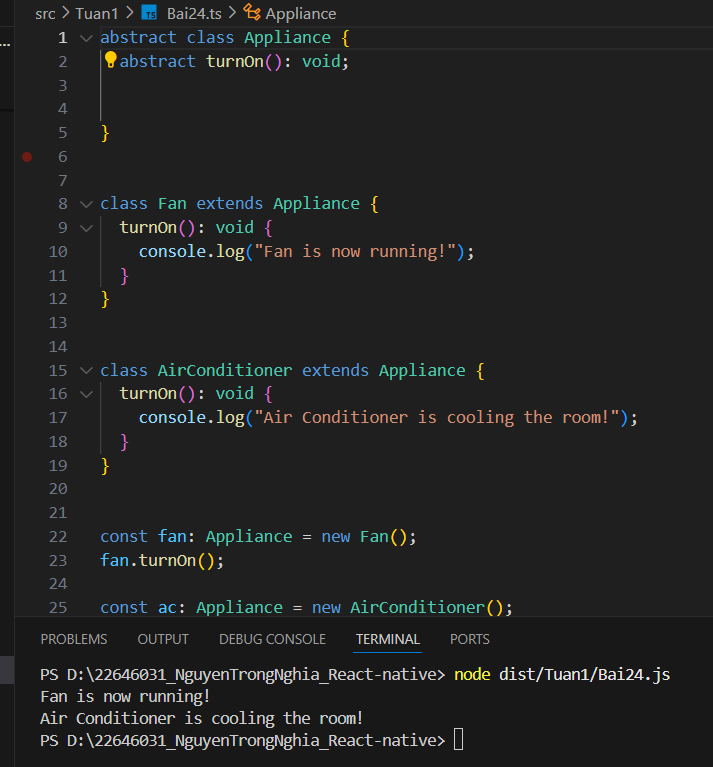 src > Tuan1 > TS Bai24.ts > Appliance
...
1 abstract class Appliance {
2 abstract turnOn(): void;
3
4
5 }
6
7
8 class Fan extends Appliance {
9 turnOn(): void {
10 console.log("Fan is now running!");
11 }
12 }
13
14
15 class AirConditioner extends Appliance {
16 turnOn(): void {
17 console.log("Air Conditioner is cooling the room!");
18 }
19 }
20
21
22 const fan: Appliance = new Fan();
23 fan.turnOn();
24
25 const ac: Appliance = new AirConditioner();
PROBLEMS OUTPUT DEBUG CONSOLE TERMINAL PORTS
PS D:\22646031_NguyenTrongNghia_React-native> node dist/Tuan1/Bai24.js
Fan is now running!
Air Conditioner is cooling the room!
PS D:\22646031_NguyenTrongNghia_React-native>